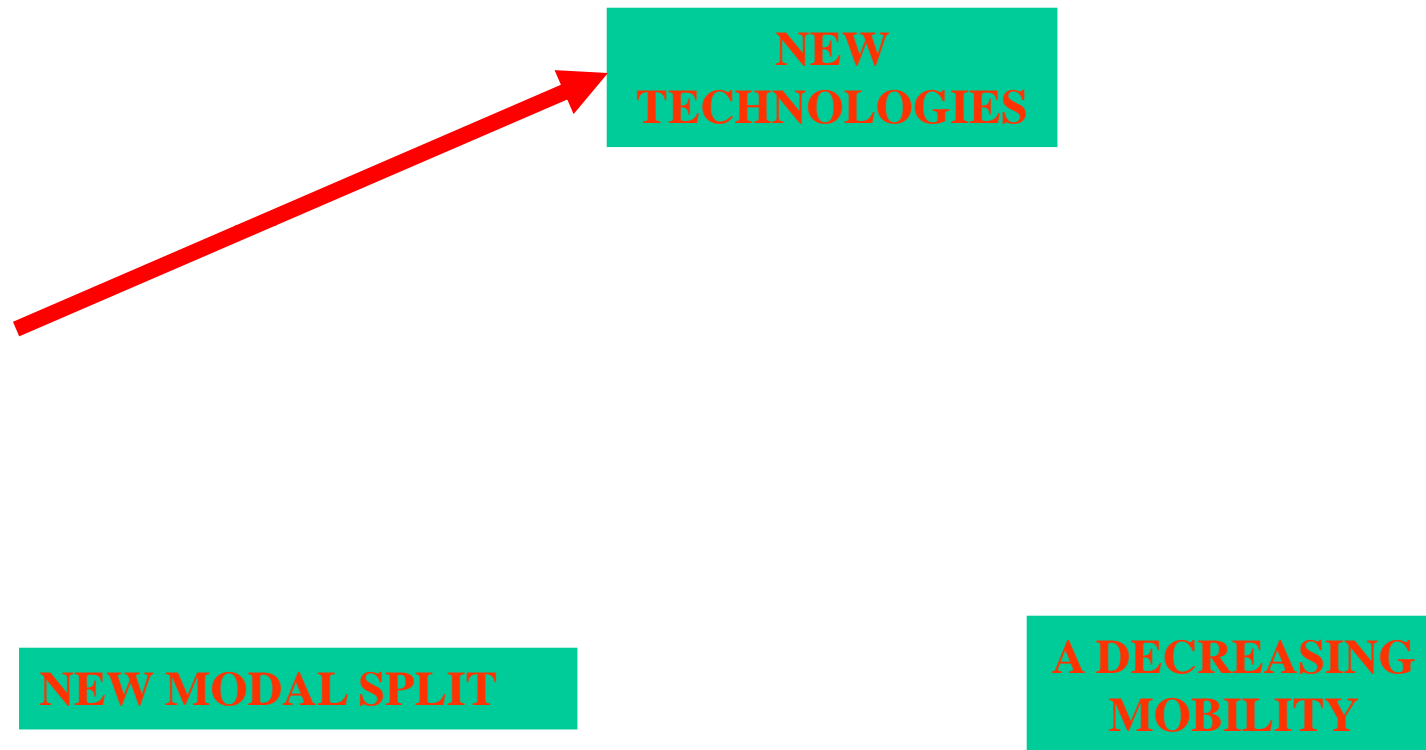 NEW
TECHNOLOGIES
NEW MODAL SPLIT
A DECREASING
MOBILITY